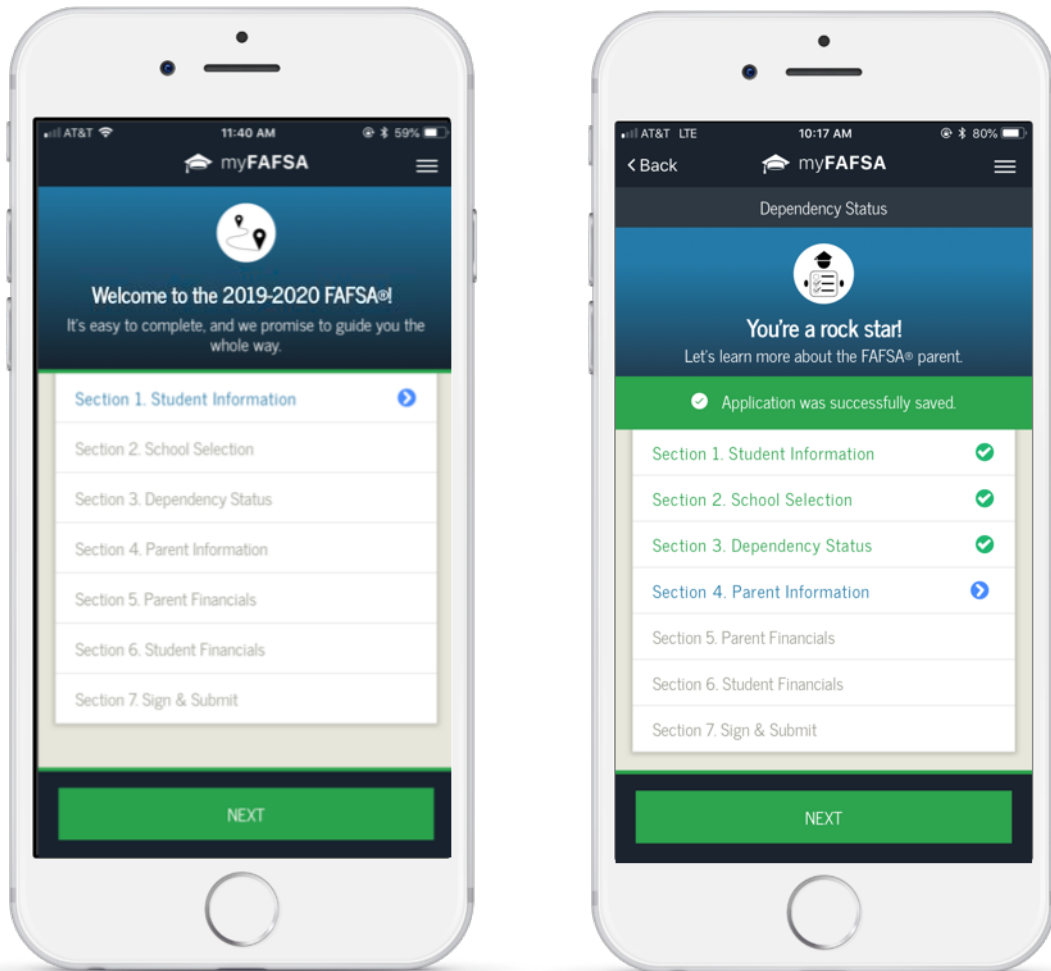 AT&T 11:40 AM 59%
myFAFSA
Welcome to the 2019-2020 FAFSA®!
It's easy to complete, and we promise to guide you the
whole way.
Section 1. Student Information
Section 2. School Selection
Section 3. Dependency Status
Section 4. Parent Information
Section 5. Parent Financials
Section 6. Student Financials
Section 7. Sign & Submit
NEXT
AT&T LTE 10:17 AM 80%
< Back myFAFSA
Dependency Status
You're a rock star!
Let's learn more about the FAFSA® parent.
Application was successfully saved.
Section 1. Student Information
Section 2. School Selection
Section 3. Dependency Status
Section 4. Parent Information
Section 5. Parent Financials
Section 6. Student Financials
Section 7. Sign & Submit
NEXT